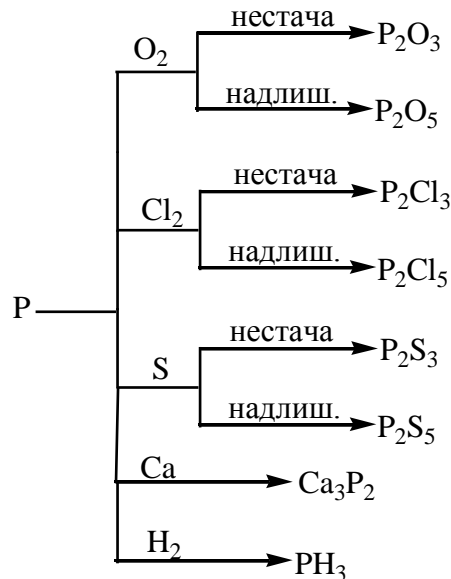 нестача
O₂ P₂O₃
надлиш.
P₂O₅
нестача
Cl₂ P₂Cl₃
надлиш.
P₂Cl₅
P
нестача
S P₂S₃
надлиш.
P₂S₅
Ca Ca₃P₂
H₂ PH₃